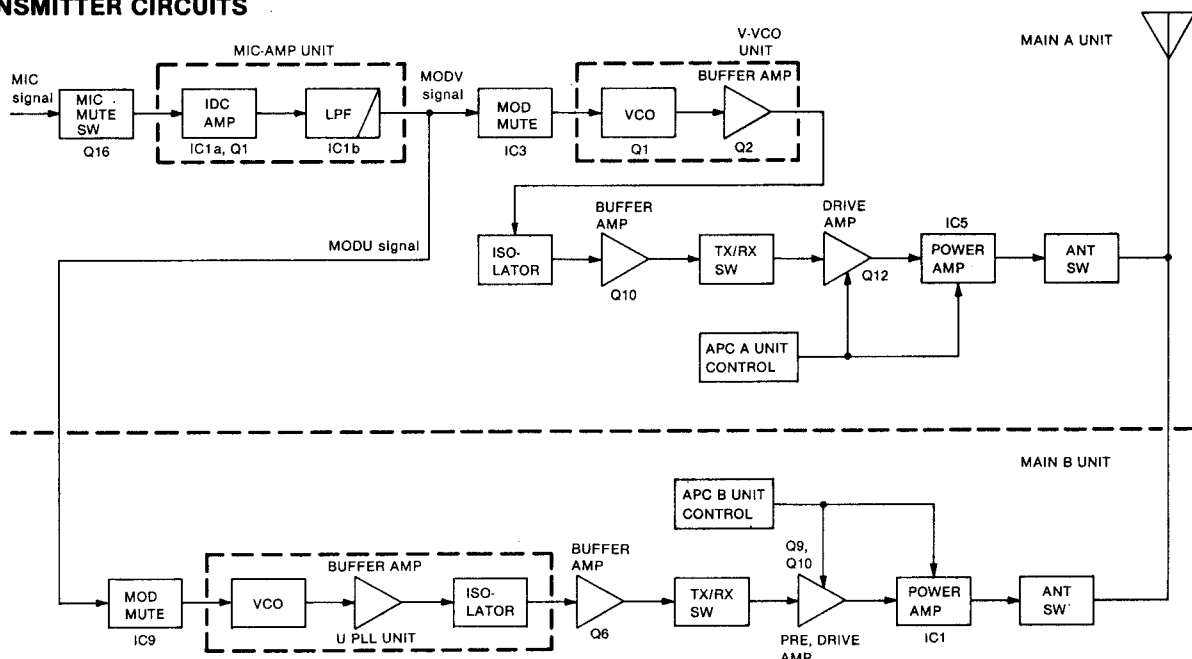 NSMITTER CIRCUITS
MIC-AMP UNIT
V-VCO
UNIT
MAIN A UNIT
MIC
signal
MIC
MUTE
SW
Q16
IDC
AMP
IC1a, Q1
LPF
IC1b
MODV
signal
MOD
MUTE
IC3
BUFFER AMP
VCO
Q1
Q2
MODU signal
ISO-
LATOR
BUFFER
AMP
Q10
TX/RX
SW
DRIVE
AMP
Q12
IC5
POWER
AMP
ANT
SW
APC A UNIT
CONTROL
MAIN B UNIT
APC B UNIT
CONTROL
MOD
MUTE
IC9
BUFFER AMP
VCO
ISO-
LATOR
U PLL UNIT
BUFFER
AMP
Q6
TX/RX
SW
Q9,
Q10
PRE, DRIVE
AMP
POWER
AMP
IC1
ANT
SW